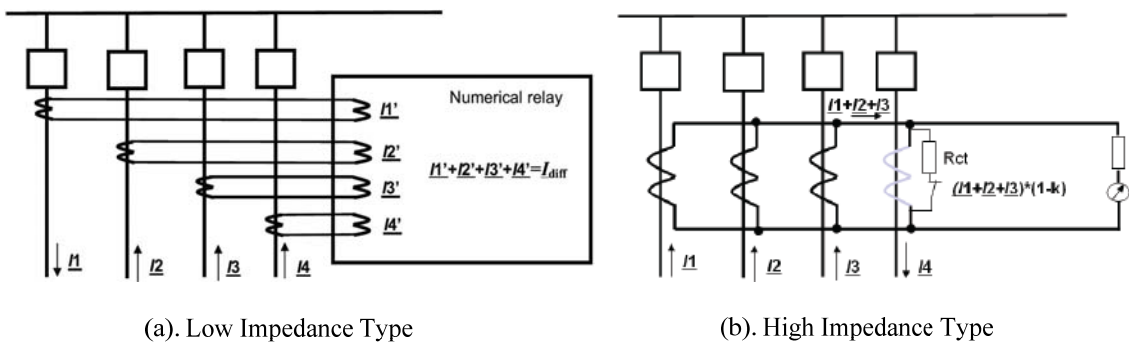 Numerical relay
I1'
I2'
I1'+I2'+I3'+I4'=Idiff
I3'
I4'
I1
I2
I3
I4
(a). Low Impedance Type
I1+I2+I3
Rct
(I1+I2+I3)*(1-k)
I1
I2
I3
I4
(b). High Impedance Type